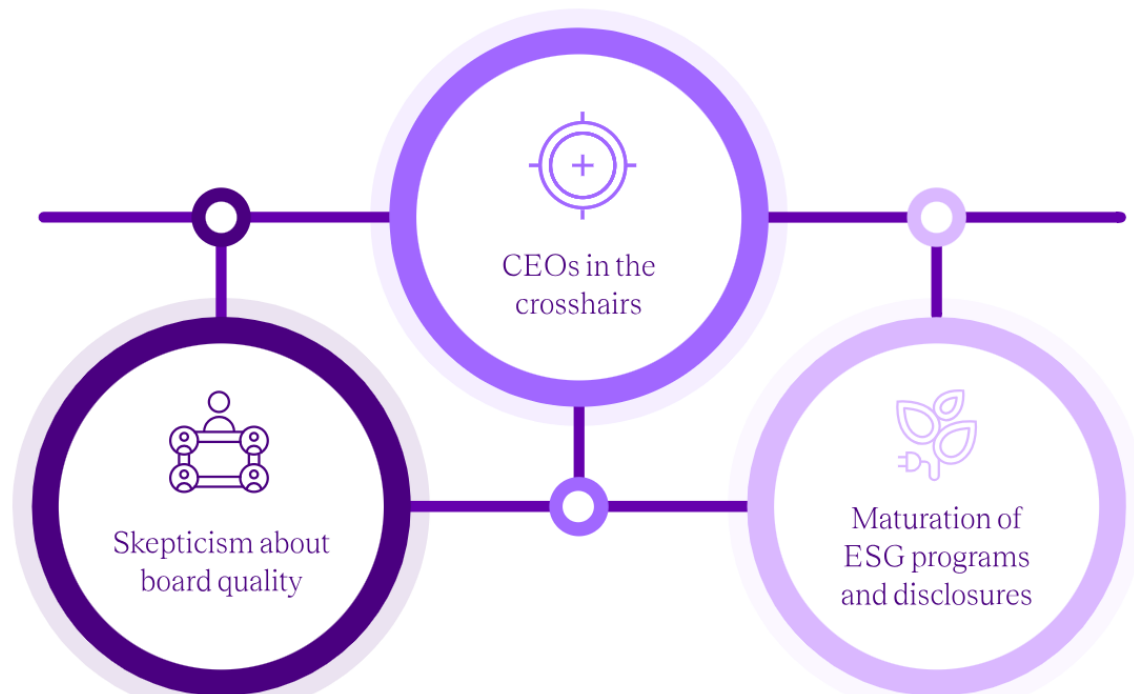 CEOs in the
crosshairs
Skepticism about
board quality
Maturation of
ESG programs
and disclosures